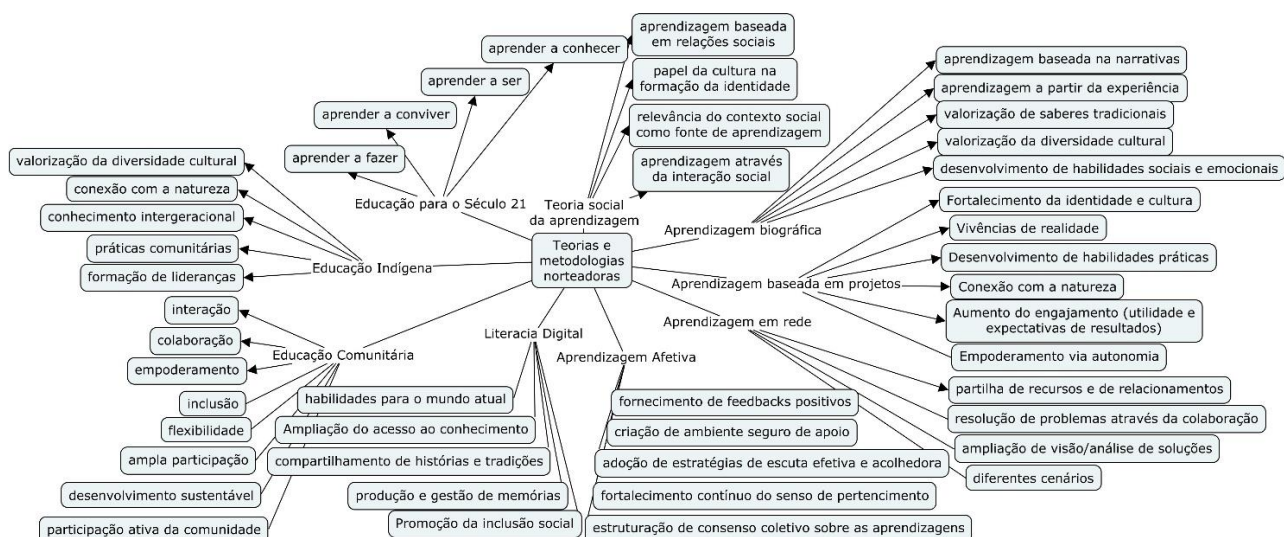 aprender a conhecer
aprender a ser
aprender a conviver
aprender a fazer
Educação para o Século 21
aprendizagem baseada
em relações sociais
papel da cultura na
formação da identidade
relevância do contexto social
como fonte de aprendizagem
aprendizagem através
da interação social
Teoria social
da aprendizagem
aprendizagem baseada na narrativas
aprendizagem a partir da experiência
valorização de saberes tradicionais
valorização da diversidade cultural
desenvolvimento de habilidades sociais e emocionais
Aprendizagem biográfica
valorização da diversidade cultural
conexão com a natureza
conhecimento intergeracional
práticas comunitárias
formação de lideranças
Educação Indígena
Teorias e
metodologias
norteadoras
Fortalecimento da identidade e cultura
Vivências de realidade
Desenvolvimento de habilidades práticas
Conexão com a natureza
Aumento do engajamento (utilidade e
expectativas de resultados)
Empoderamento via autonomia
Aprendizagem baseada em projetos
Aprendizagem em rede
partilha de recursos e de relacionamentos
resolução de problemas através da colaboração
ampliação de visão/análise de soluções
diferentes cenários
interação
colaboração
empoderamento
inclusão
flexibilidade
ampla participação
desenvolvimento sustentável
participação ativa da comunidade
Educação Comunitária
Literacia Digital
habilidades para o mundo atual
Ampliação do acesso ao conhecimento
compartilhamento de histórias e tradições
produção e gestão de memórias
Promoção da inclusão social
Aprendizagem Afetiva
fornecimento de feedbacks positivos
criação de ambiente seguro de apoio
adoção de estratégias de escuta efetiva e acolhedora
fortalecimento contínuo do senso de pertencimento
estruturação de consenso coletivo sobre as aprendizagens